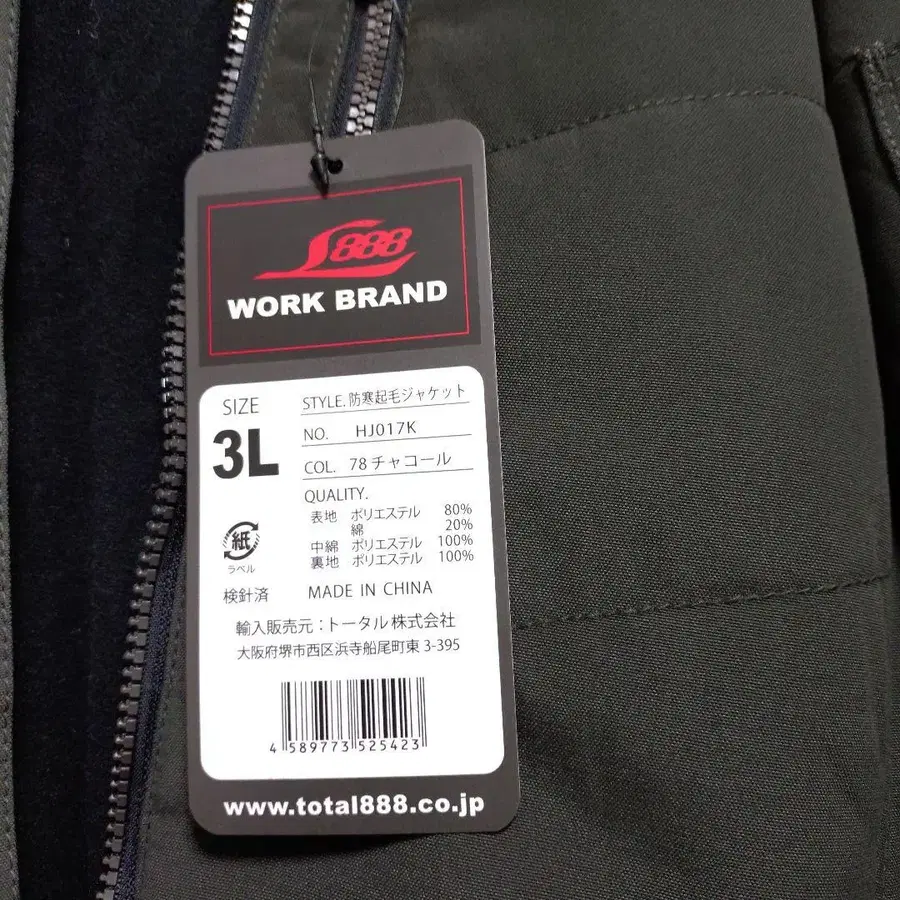 888
WORK BRAND
SIZE
3L
STYLE. 防寒起毛ジャケット
NO. HJ017K
COL. 78 チャコール
QUALITY.
表地 ポリエステル 80%
綿 20%
中綿 ポリエステル 100%
裏地 ポリエステル 100%
紙
ラベル
検針済
MADE IN CHINA
輸入販売元：トータル株式会社
大阪府堺市西区浜寺船尾町東 3-395
4 589773 525423
www.total888.co.jp